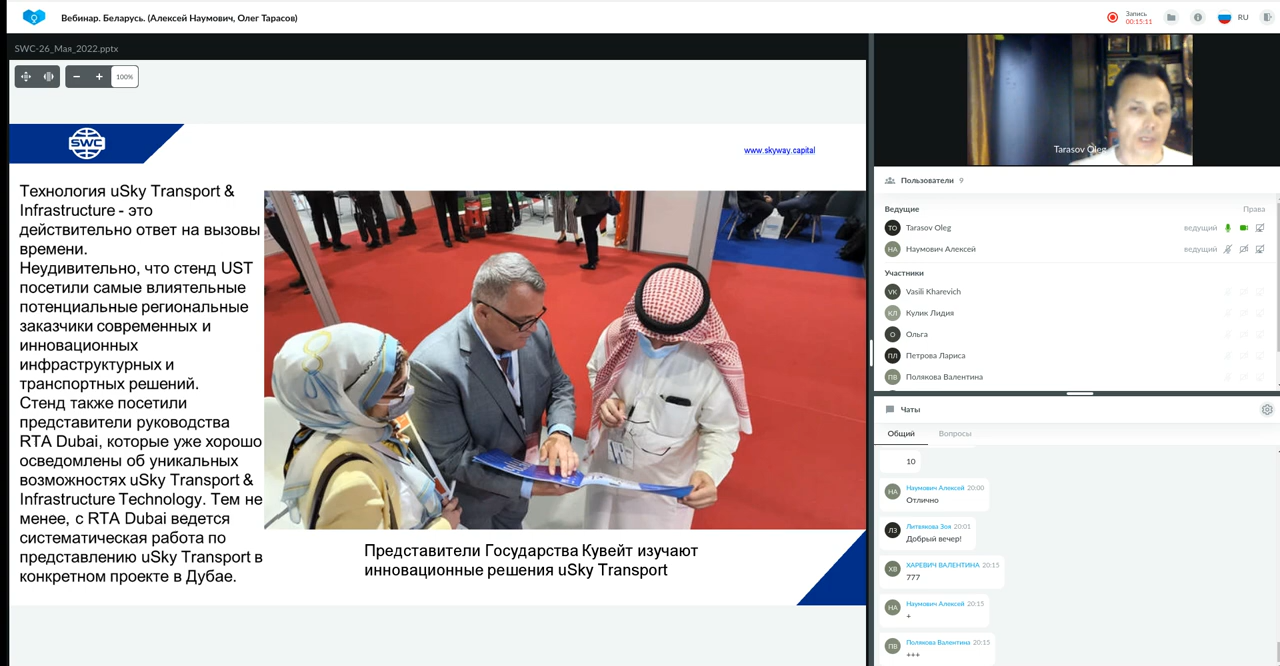 Вебинар. Беларусь. (Алексей Наумович, Олег Тарасов)
Запись
00:15:11
RU
SWC-26_Мая_2022.pptx
100%
SWC
www.skyway.capital
Технология uSky Transport &
Infrastructure - это
действительно ответ на вызовы
времени.
Неудивительно, что стенд UST
посетили самые влиятельные
потенциальные региональные
заказчики современных и
инновационных
инфраструктурных и
транспортных решений.
Стенд также посетили
представители руководства
RTA Dubai, которые уже хорошо
осведомлены об уникальных
возможностях uSky Transport &
Infrastructure Technology. Тем не
менее, с RTA Dubai ведется
систематическая работа по
представлению uSky Transport в
конкретном проекте в Дубае.
Представители Государства Кувейт изучают
инновационные решения uSky Transport
Tarasov Oleg
Пользователи 9
Ведущие Права
TO Tarasov Oleg ведущий
НА Наумович Алексей ведущий
Участники
VK Vasili Kharevich
КЛ Кулик Лидия
О Ольга
ПЛ Петрова Лариса
ПВ Полякова Валентина
Чаты
Общий Вопросы
10
НА Наумович Алексей 20:00
Отлично
ЛЗ Литвякова Зоя 20:01
Добрый вечер!
ХВ ХАРЕВИЧ ВАЛЕНТИНА 20:15
777
НА Наумович Алексей 20:15
+
ПВ Полякова Валентина 20:15
+++